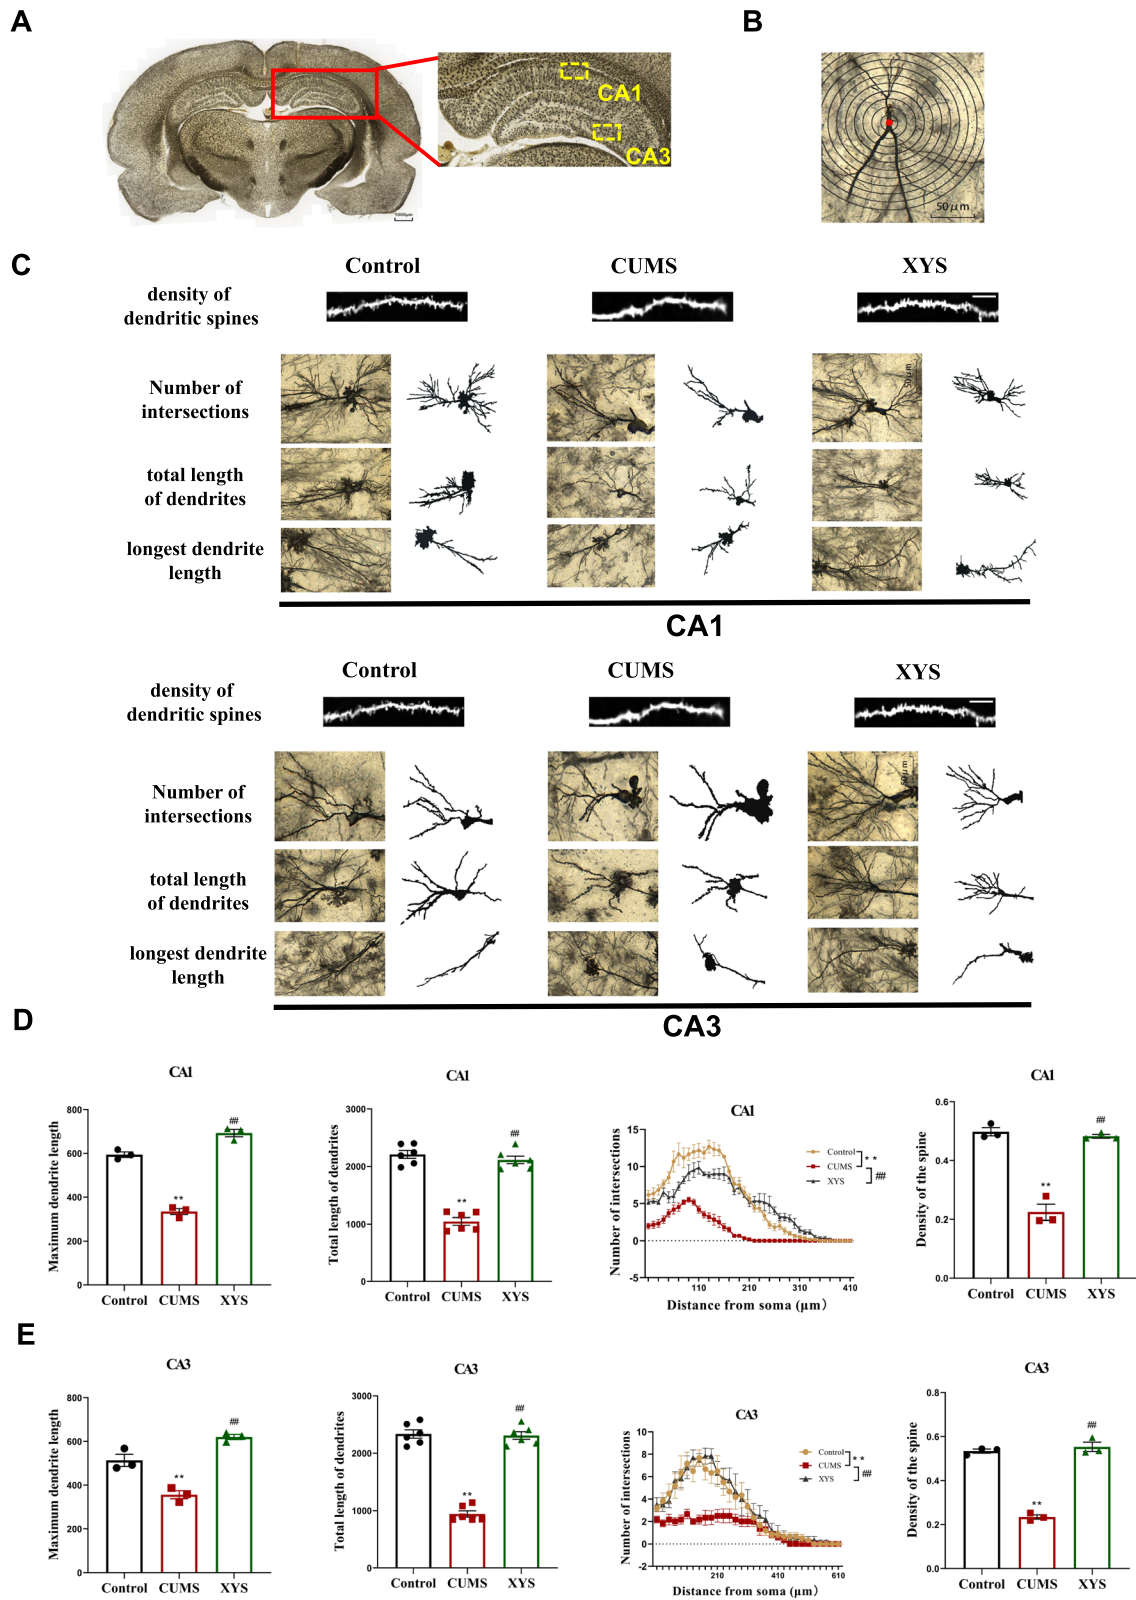 A
B
CA1
CA3
1000μm
50μm
C
Control
CUMS
XYS
density of
dendritic spines
Number of
intersections
50μm
total length
of dendrites
longest dendrite
length
CA1
Control
CUMS
XYS
density of
dendritic spines
Number of
intersections
50μm
total length
of dendrites
longest dendrite
length
CA3
D
CA1
Maximum dendrite length
800
600
400
200
0
**
##
Control
CUMS
XYS
CA1
Total length of dendrites
3000
2000
1000
0
**
##
Control
CUMS
XYS
CA1
Number of intersections
15
10
5
0
-5
110
210
310
410
Distance from soma (μm)
Control
CUMS
XYS
**
##
CA1
Density of the spine
0.6
0.4
0.2
0.0
**
##
Control
CUMS
XYS
E
CA3
Maximum dendrite length
800
600
400
200
0
**
##
Control
CUMS
XYS
CA3
Total length of dendrites
3000
2000
1000
0
**
##
Control
CUMS
XYS
CA3
Number of intersections
10
8
6
4
2
0
-2
210
410
610
Distance from soma (μm)
Control
CUMS
XYS
**
##
CA3
Density of the spine
0.8
0.6
0.4
0.2
0.0
**
##
Control
CUMS
XYS